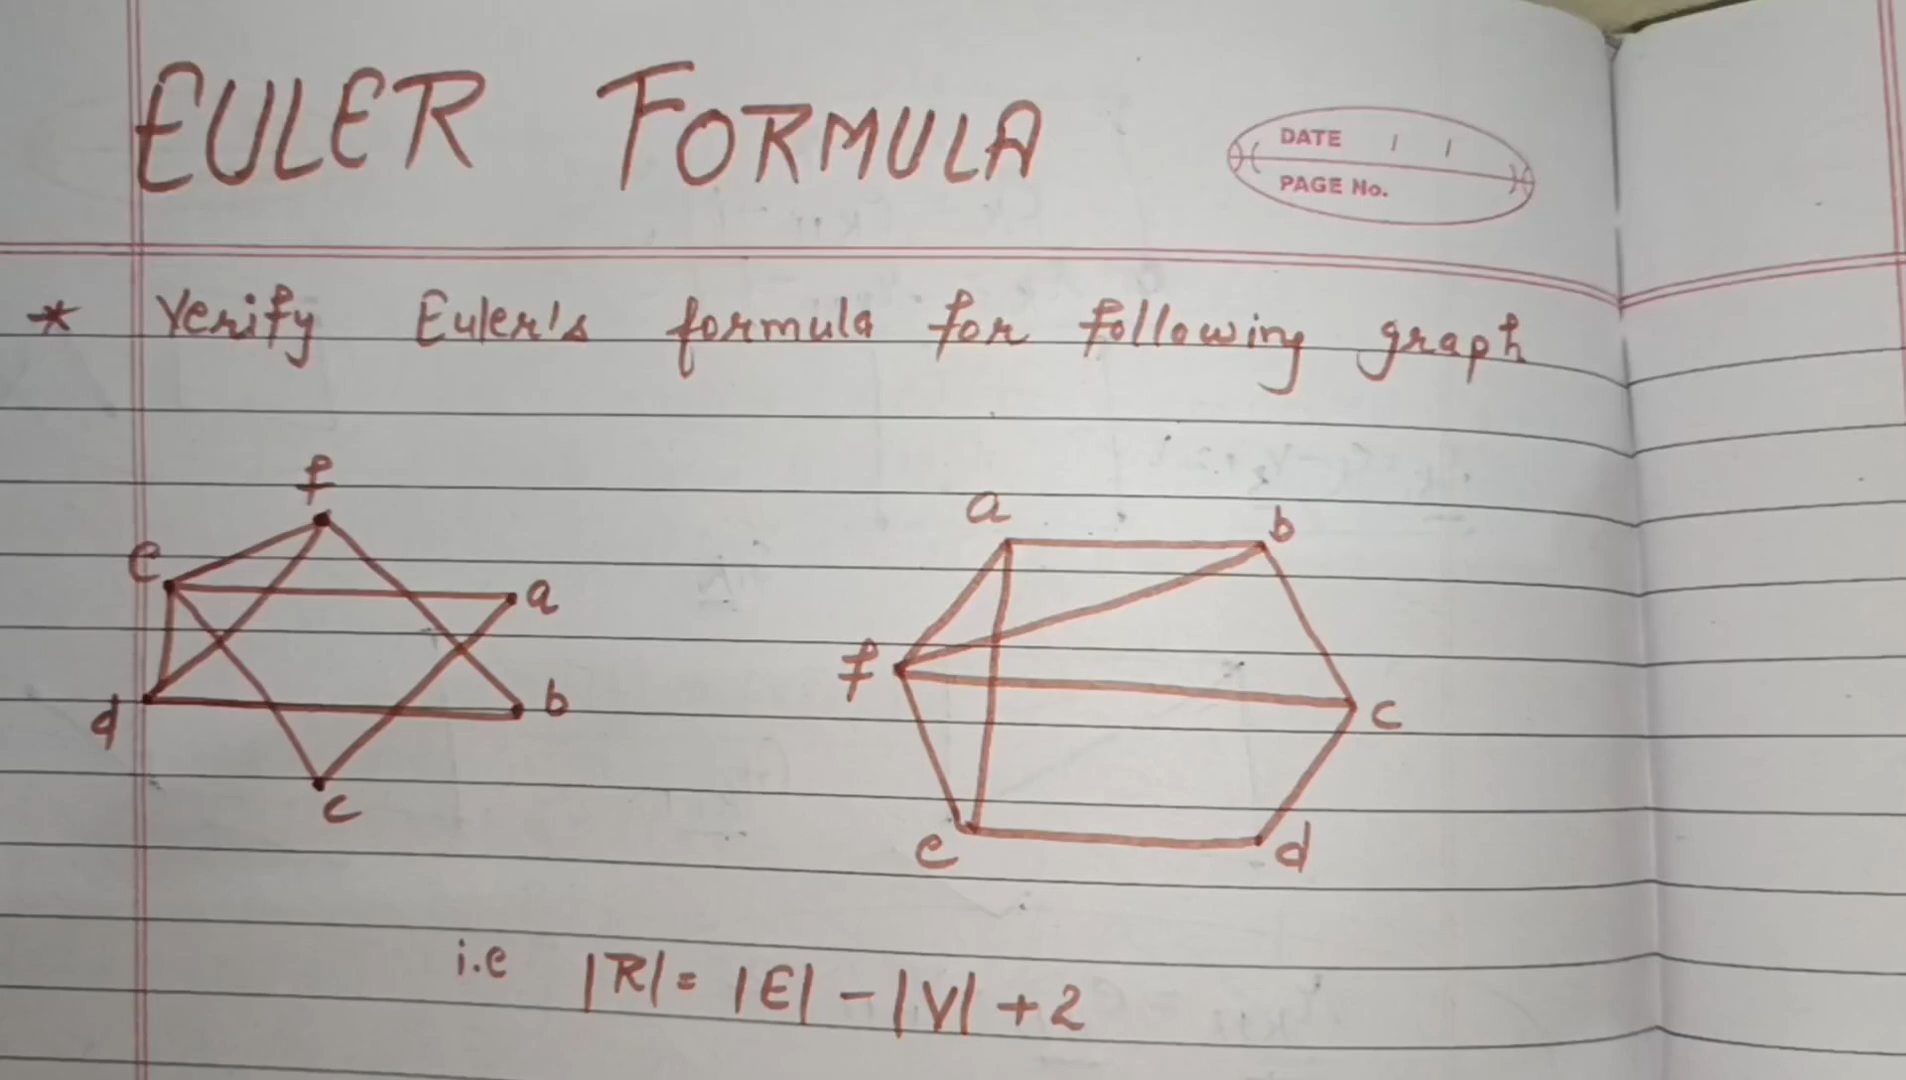 EULER FORMULA
DATE / /
PAGE No.
* Verify Euler's formula for following graph
f
e
a
d
b
c
a
b
f
c
e
d
i.e |R| = |E| - |V| + 2